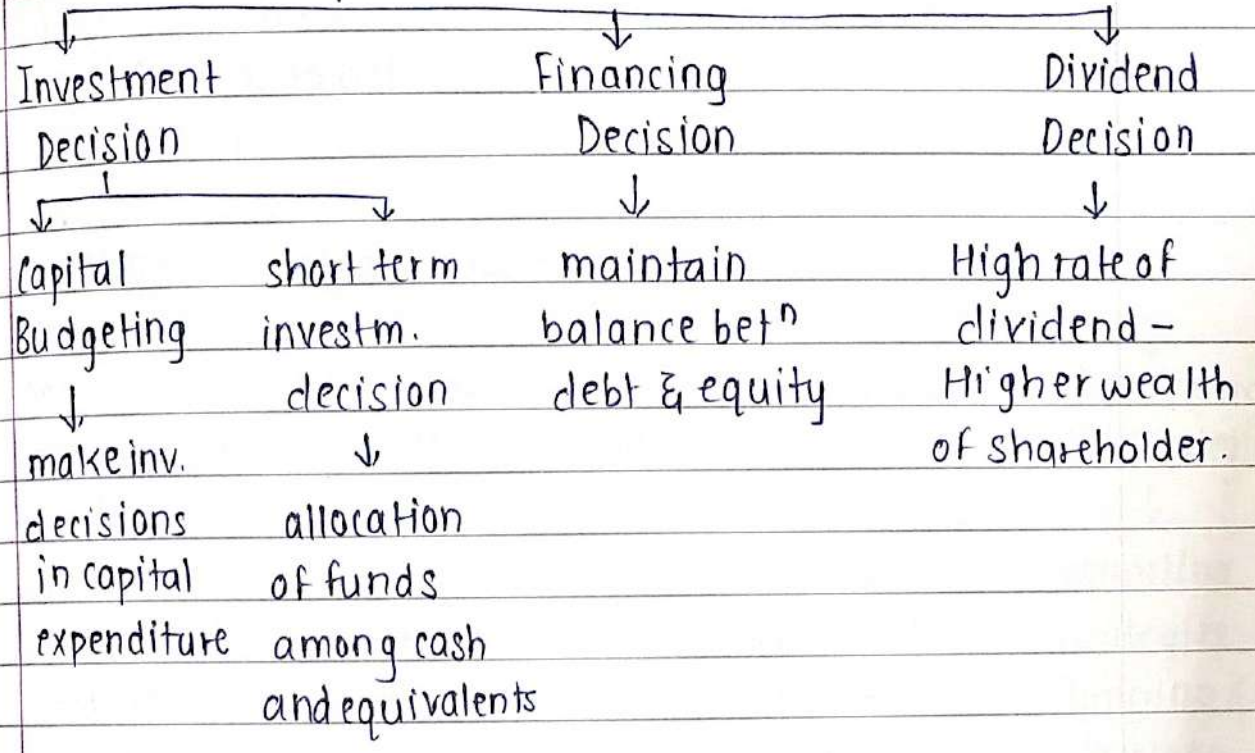 Investment Financing Dividend
Decision Decision Decision
Capital short term maintain High rate of
Budgeting investm. balance betⁿ dividend –
decision debt & equity Higher wealth
make inv. of shareholder.
decisions allocation
in capital of funds
expenditure among cash
and equivalents